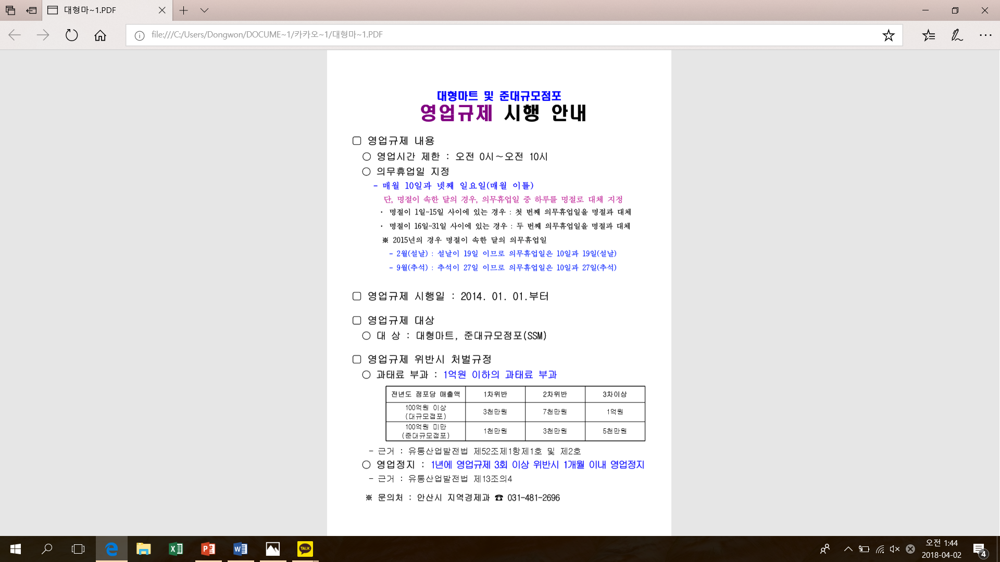 대형마~1.PDF
file:///C:/Users/Dongwon/DOCUME~1/카카오~1/대형마~1.PDF
대형마트 및 준대규모점포
영업규제 시행 안내
□ 영업규제 내용
○ 영업시간 제한 : 오전 0시～오전 10시
○ 의무휴업일 지정
- 매월 10일과 넷째 일요일(매월 이틀)
단, 명절이 속한 달의 경우, 의무휴업일 중 하루를 명절로 대체 지정
· 명절이 1일~15일 사이에 있는 경우 : 첫 번째 의무휴업일을 명절과 대체
· 명절이 16일~31일 사이에 있는 경우 : 두 번째 의무휴업일을 명절과 대체
※ 2015년의 경우 명절이 속한 달의 의무휴업일
- 2월(설날) : 설날이 19일 이므로 의무휴업일은 10일과 19일(설날)
- 9월(추석) : 추석이 27일 이므로 의무휴업일은 10일과 27일(추석)
□ 영업규제 시행일 : 2014. 01. 01.부터
□ 영업규제 대상
○ 대 상 : 대형마트, 준대규모점포(SSM)
□ 영업규제 위반시 처벌규정
○ 과태료 부과 : 1억원 이하의 과태료 부과
전년도 점포당 매출액 1차위반 2차위반 3차이상
100억원 이상
(대규모점포) 3천만원 7천만원 1억원
100억원 미만
(준대규모점포) 1천만원 3천만원 5천만원
- 근거 : 유통산업발전법 제52조제1항제1호 및 제2호
○ 영업정지 : 1년에 영업규제 3회 이상 위반시 1개월 이내 영업정지
- 근거 : 유통산업발전법 제13조의4
※ 문의처 : 안산시 지역경제과 ☎ 031-481-2696
TALK
오전 1:44
2018-04-02
4